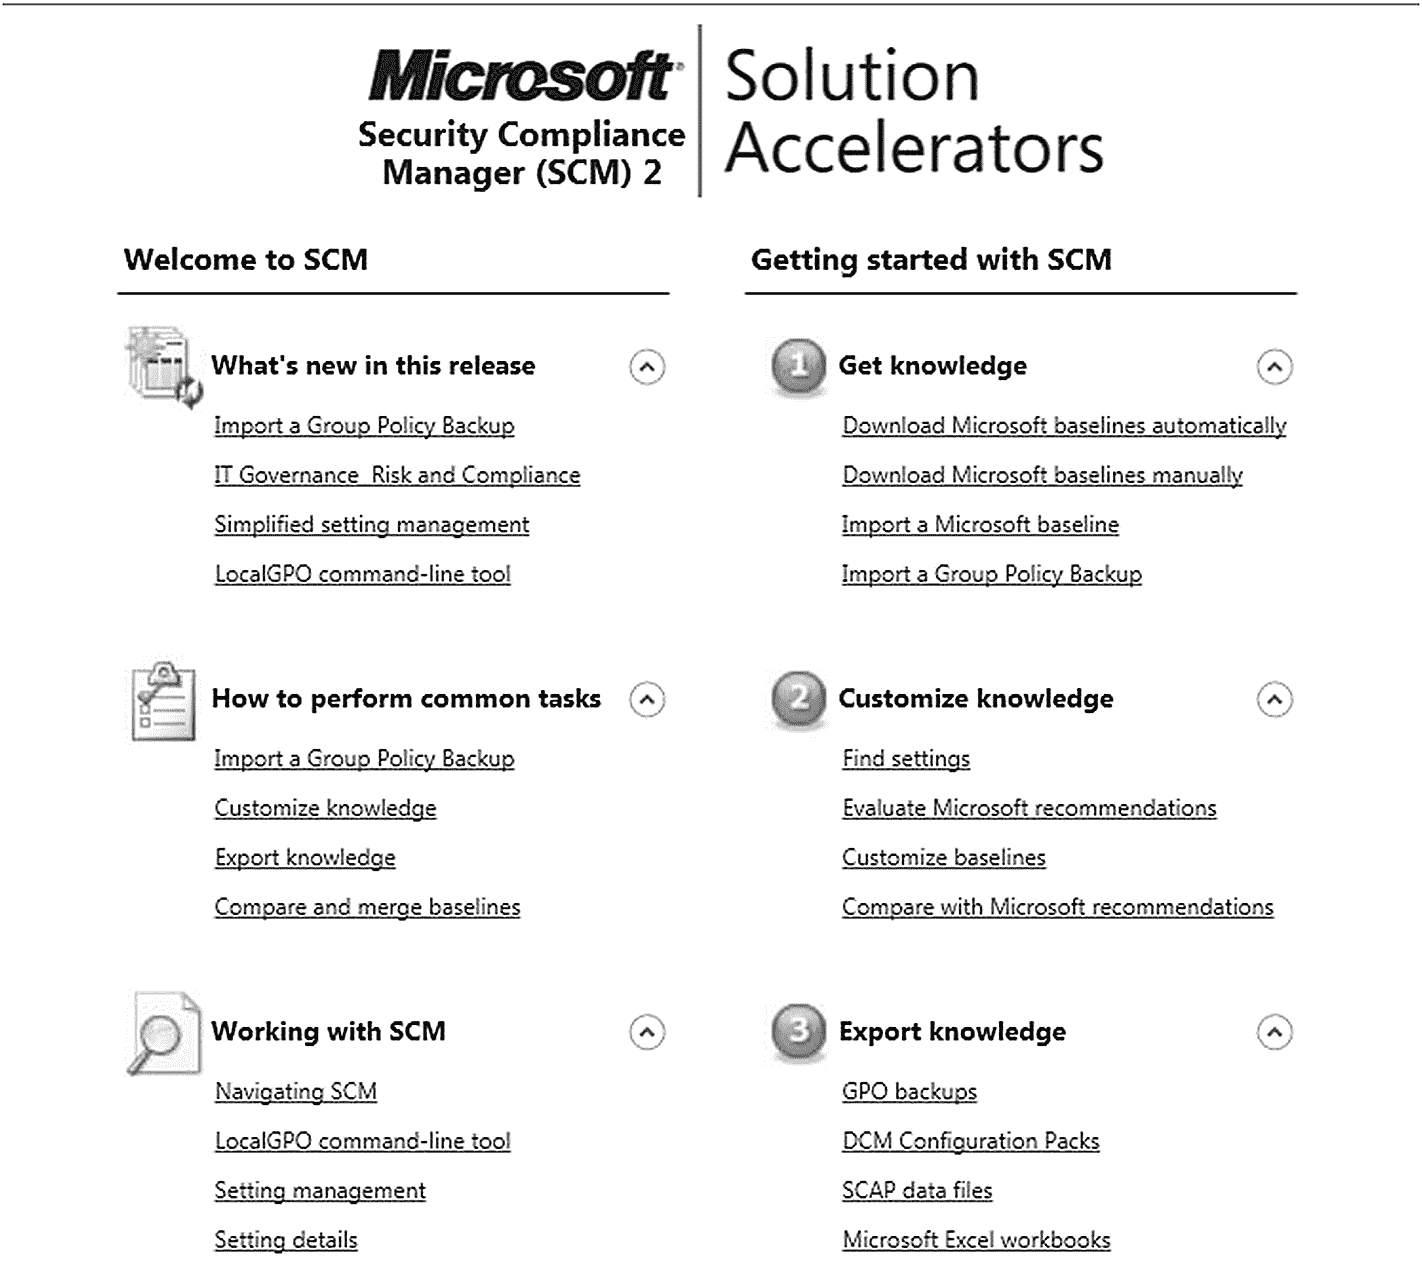 Microsoft
Security Compliance
Manager (SCM) 2
Solution
Accelerators
Welcome to SCM
What's new in this release
Import a Group Policy Backup
IT Governance Risk and Compliance
Simplified setting management
LocalGPO command-line tool
How to perform common tasks
Import a Group Policy Backup
Customize knowledge
Export knowledge
Compare and merge baselines
Working with SCM
Navigating SCM
LocalGPO command-line tool
Setting management
Setting details
Getting started with SCM
1 Get knowledge
Download Microsoft baselines automatically
Download Microsoft baselines manually
Import a Microsoft baseline
Import a Group Policy Backup
2 Customize knowledge
Find settings
Evaluate Microsoft recommendations
Customize baselines
Compare with Microsoft recommendations
3 Export knowledge
GPO backups
DCM Configuration Packs
SCAP data files
Microsoft Excel workbooks